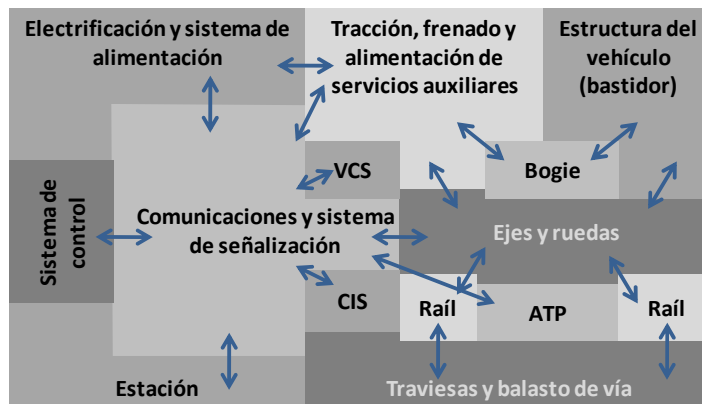 Electrificación y sistema de
alimentación
Tracción, frenado y
alimentación de
servicios auxiliares
Estructura del
vehículo
(bastidor)
VCS
Bogie
Sistema de
control
Comunicaciones y sistema
de señalización
Ejes y ruedas
CIS
Raíl
ATP
Raíl
Estación
Traviesas y balasto de vía